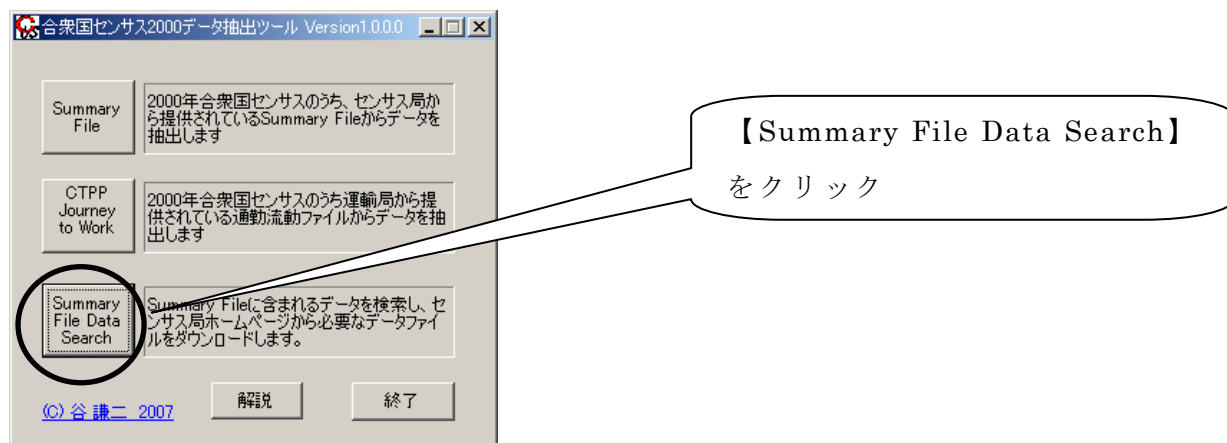 合衆国センサス2000データ抽出ツール Version1.0.0.0
Summary
File
2000年合衆国センサスのうち、センサス局か
ら提供されているSummary Fileからデータを
抽出します
CTPP
Journey
to Work
2000年合衆国センサスのうち運輸局から提
供されている通勤流動ファイルからデータを抽
出します
Summary
File Data
Search
Summary Fileに含まれるデータを検索し、セ
ンサス局ホームページから必要なデータファイ
ルをダウンロードします。
(C) 谷 謙二 2007
解説
終了
【Summary File Data Search】
をクリック